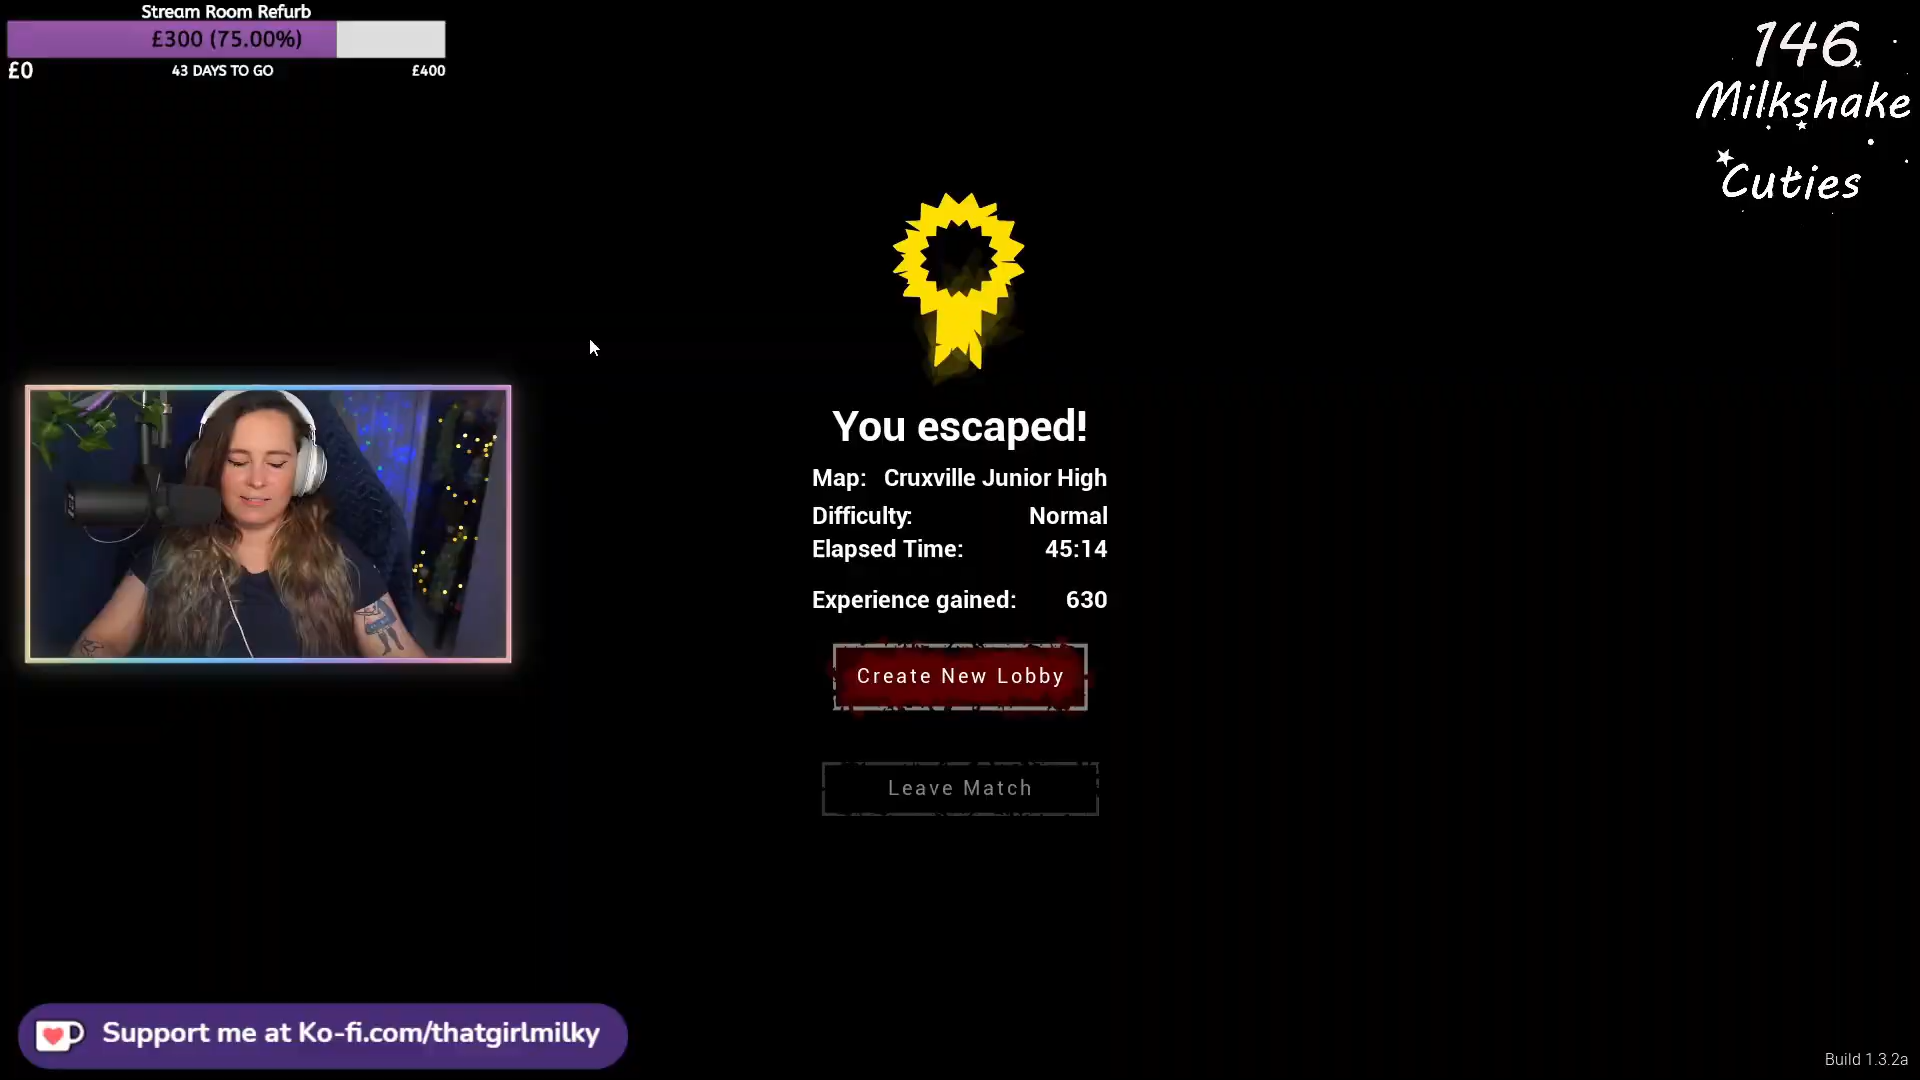 Stream Room Refurb
£300 (75.00%)
£0
43 DAYS TO GO
£400
146
Milkshake
Cuties
You escaped!
Map: Cruxville Junior High
Difficulty: Normal
Elapsed Time: 45:14
Experience gained: 630
Create New Lobby
Leave Match
Support me at Ko-fi.com/thatgirlmilky
Build 1.3.2a